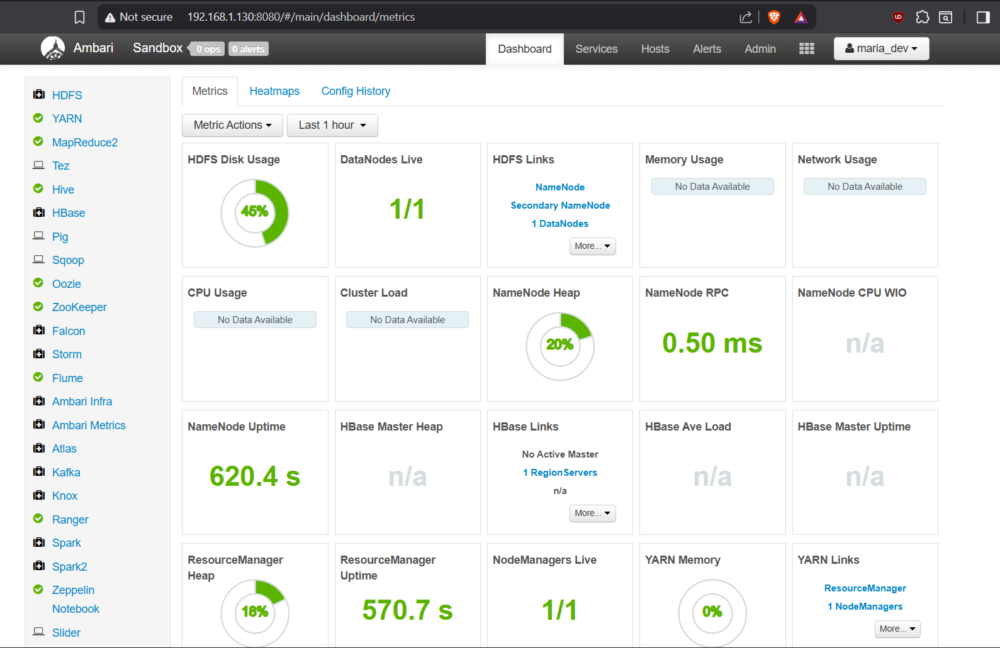 Not secure 192.168.1.130:8080/#/main/dashboard/metrics
Ambari Sandbox 0 ops 0 alerts Dashboard Services Hosts Alerts Admin maria_dev
HDFS
YARN
MapReduce2
Tez
Hive
HBase
Pig
Sqoop
Oozie
ZooKeeper
Falcon
Storm
Flume
Ambari Infra
Ambari Metrics
Atlas
Kafka
Knox
Ranger
Spark
Spark2
Zeppelin
Notebook
Slider
Metrics Heatmaps Config History
Metric Actions Last 1 hour
HDFS Disk Usage
45%
DataNodes Live
1/1
HDFS Links
NameNode
Secondary NameNode
1 DataNodes
More...
Memory Usage
No Data Available
Network Usage
No Data Available
CPU Usage
No Data Available
Cluster Load
No Data Available
NameNode Heap
20%
NameNode RPC
0.50 ms
NameNode CPU WIO
n/a
NameNode Uptime
620.4 s
HBase Master Heap
n/a
HBase Links
No Active Master
1 RegionServers
n/a
More...
HBase Ave Load
n/a
HBase Master Uptime
n/a
ResourceManager
Heap
18%
ResourceManager
Uptime
570.7 s
NodeManagers Live
1/1
YARN Memory
0%
YARN Links
ResourceManager
1 NodeManagers
More...